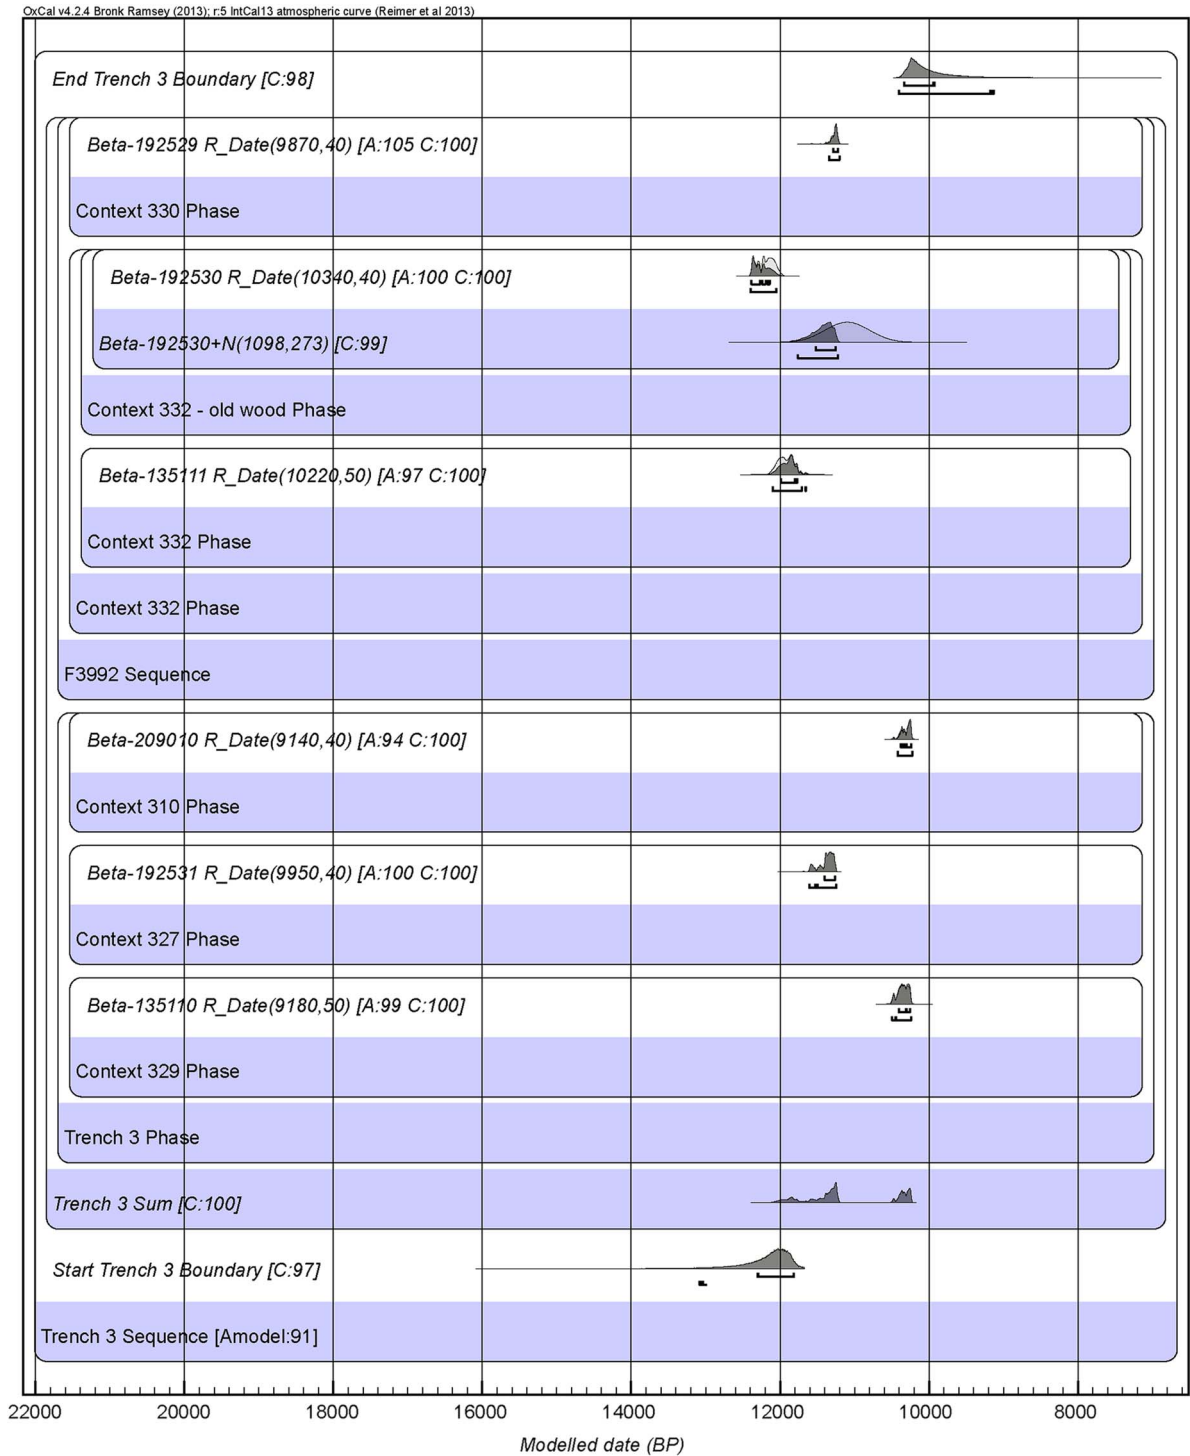 OxCal v4.2.4 Bronk Ramsey (2013); r:5 IntCal13 atmospheric curve (Reimer et al 2013)
End Trench 3 Boundary [C:98]
Beta-192529 R_Date(9870,40) [A:105 C:100]
Context 330 Phase
Beta-192530 R_Date(10340,40) [A:100 C:100]
Beta-192530+N(1098,273) [C:99]
Context 332 - old wood Phase
Beta-135111 R_Date(10220,50) [A:97 C:100]
Context 332 Phase
Context 332 Phase
F3992 Sequence
Beta-209010 R_Date(9140,40) [A:94 C:100]
Context 310 Phase
Beta-192531 R_Date(9950,40) [A:100 C:100]
Context 327 Phase
Beta-135110 R_Date(9180,50) [A:99 C:100]
Context 329 Phase
Trench 3 Phase
Trench 3 Sum [C:100]
Start Trench 3 Boundary [C:97]
Trench 3 Sequence [Amodel:91]
22000 20000 18000 16000 14000 12000 10000 8000
Modelled date (BP)